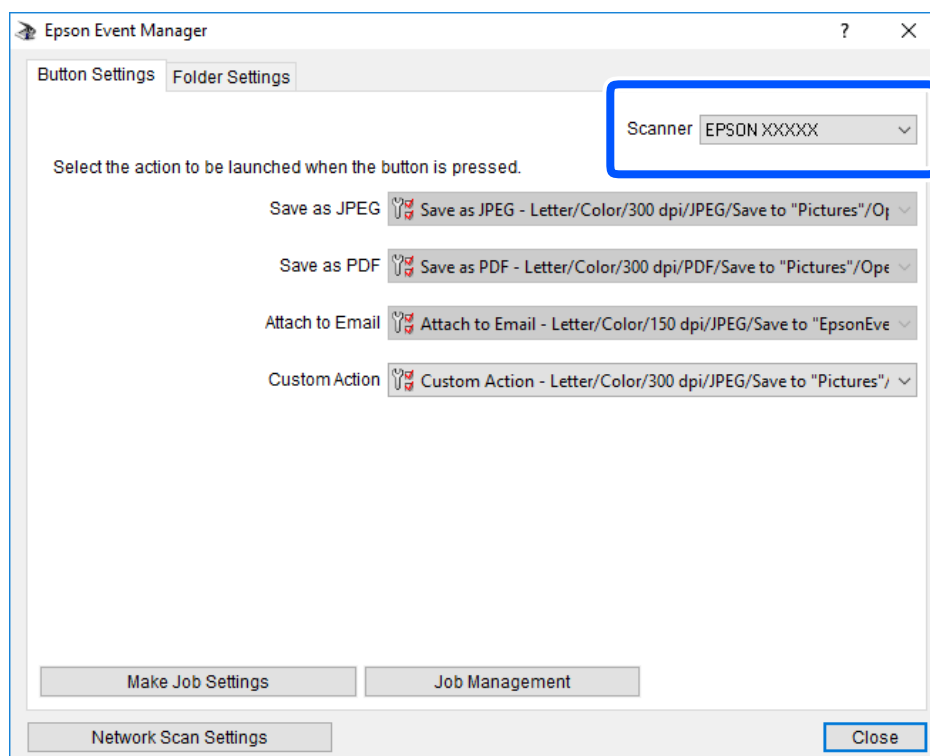 Epson Event Manager ?
Button Settings Folder Settings
Scanner EPSON XXXXX
Select the action to be launched when the button is pressed.
Save as JPEG Save as JPEG - Letter/Color/300 dpi/JPEG/Save to "Pictures"/Op
Save as PDF Save as PDF - Letter/Color/300 dpi/PDF/Save to "Pictures"/Ope
Attach to Email Attach to Email - Letter/Color/150 dpi/JPEG/Save to "EpsonEve
Custom Action Custom Action - Letter/Color/300 dpi/JPEG/Save to "Pictures"/
Make Job Settings Job Management
Network Scan Settings Close